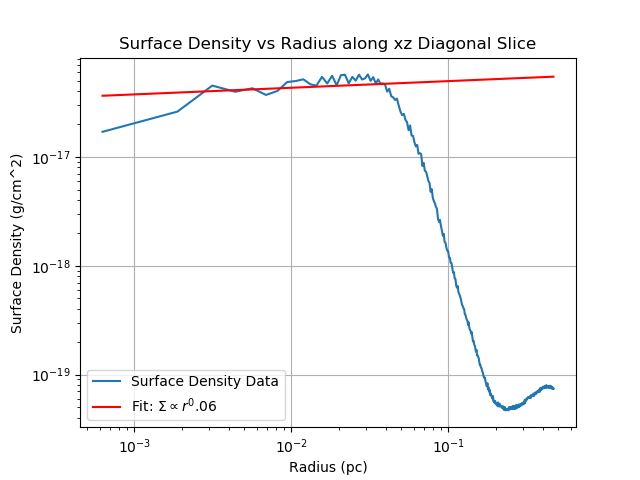 Surface Density vs Radius along xz Diagonal Slice
Surface Density (g/cm^2)
10⁻¹⁷
10⁻¹⁸
10⁻¹⁹
Surface Density Data
Fit: Σ ∝ r⁰.06
10⁻³
10⁻²
10⁻¹
Radius (pc)